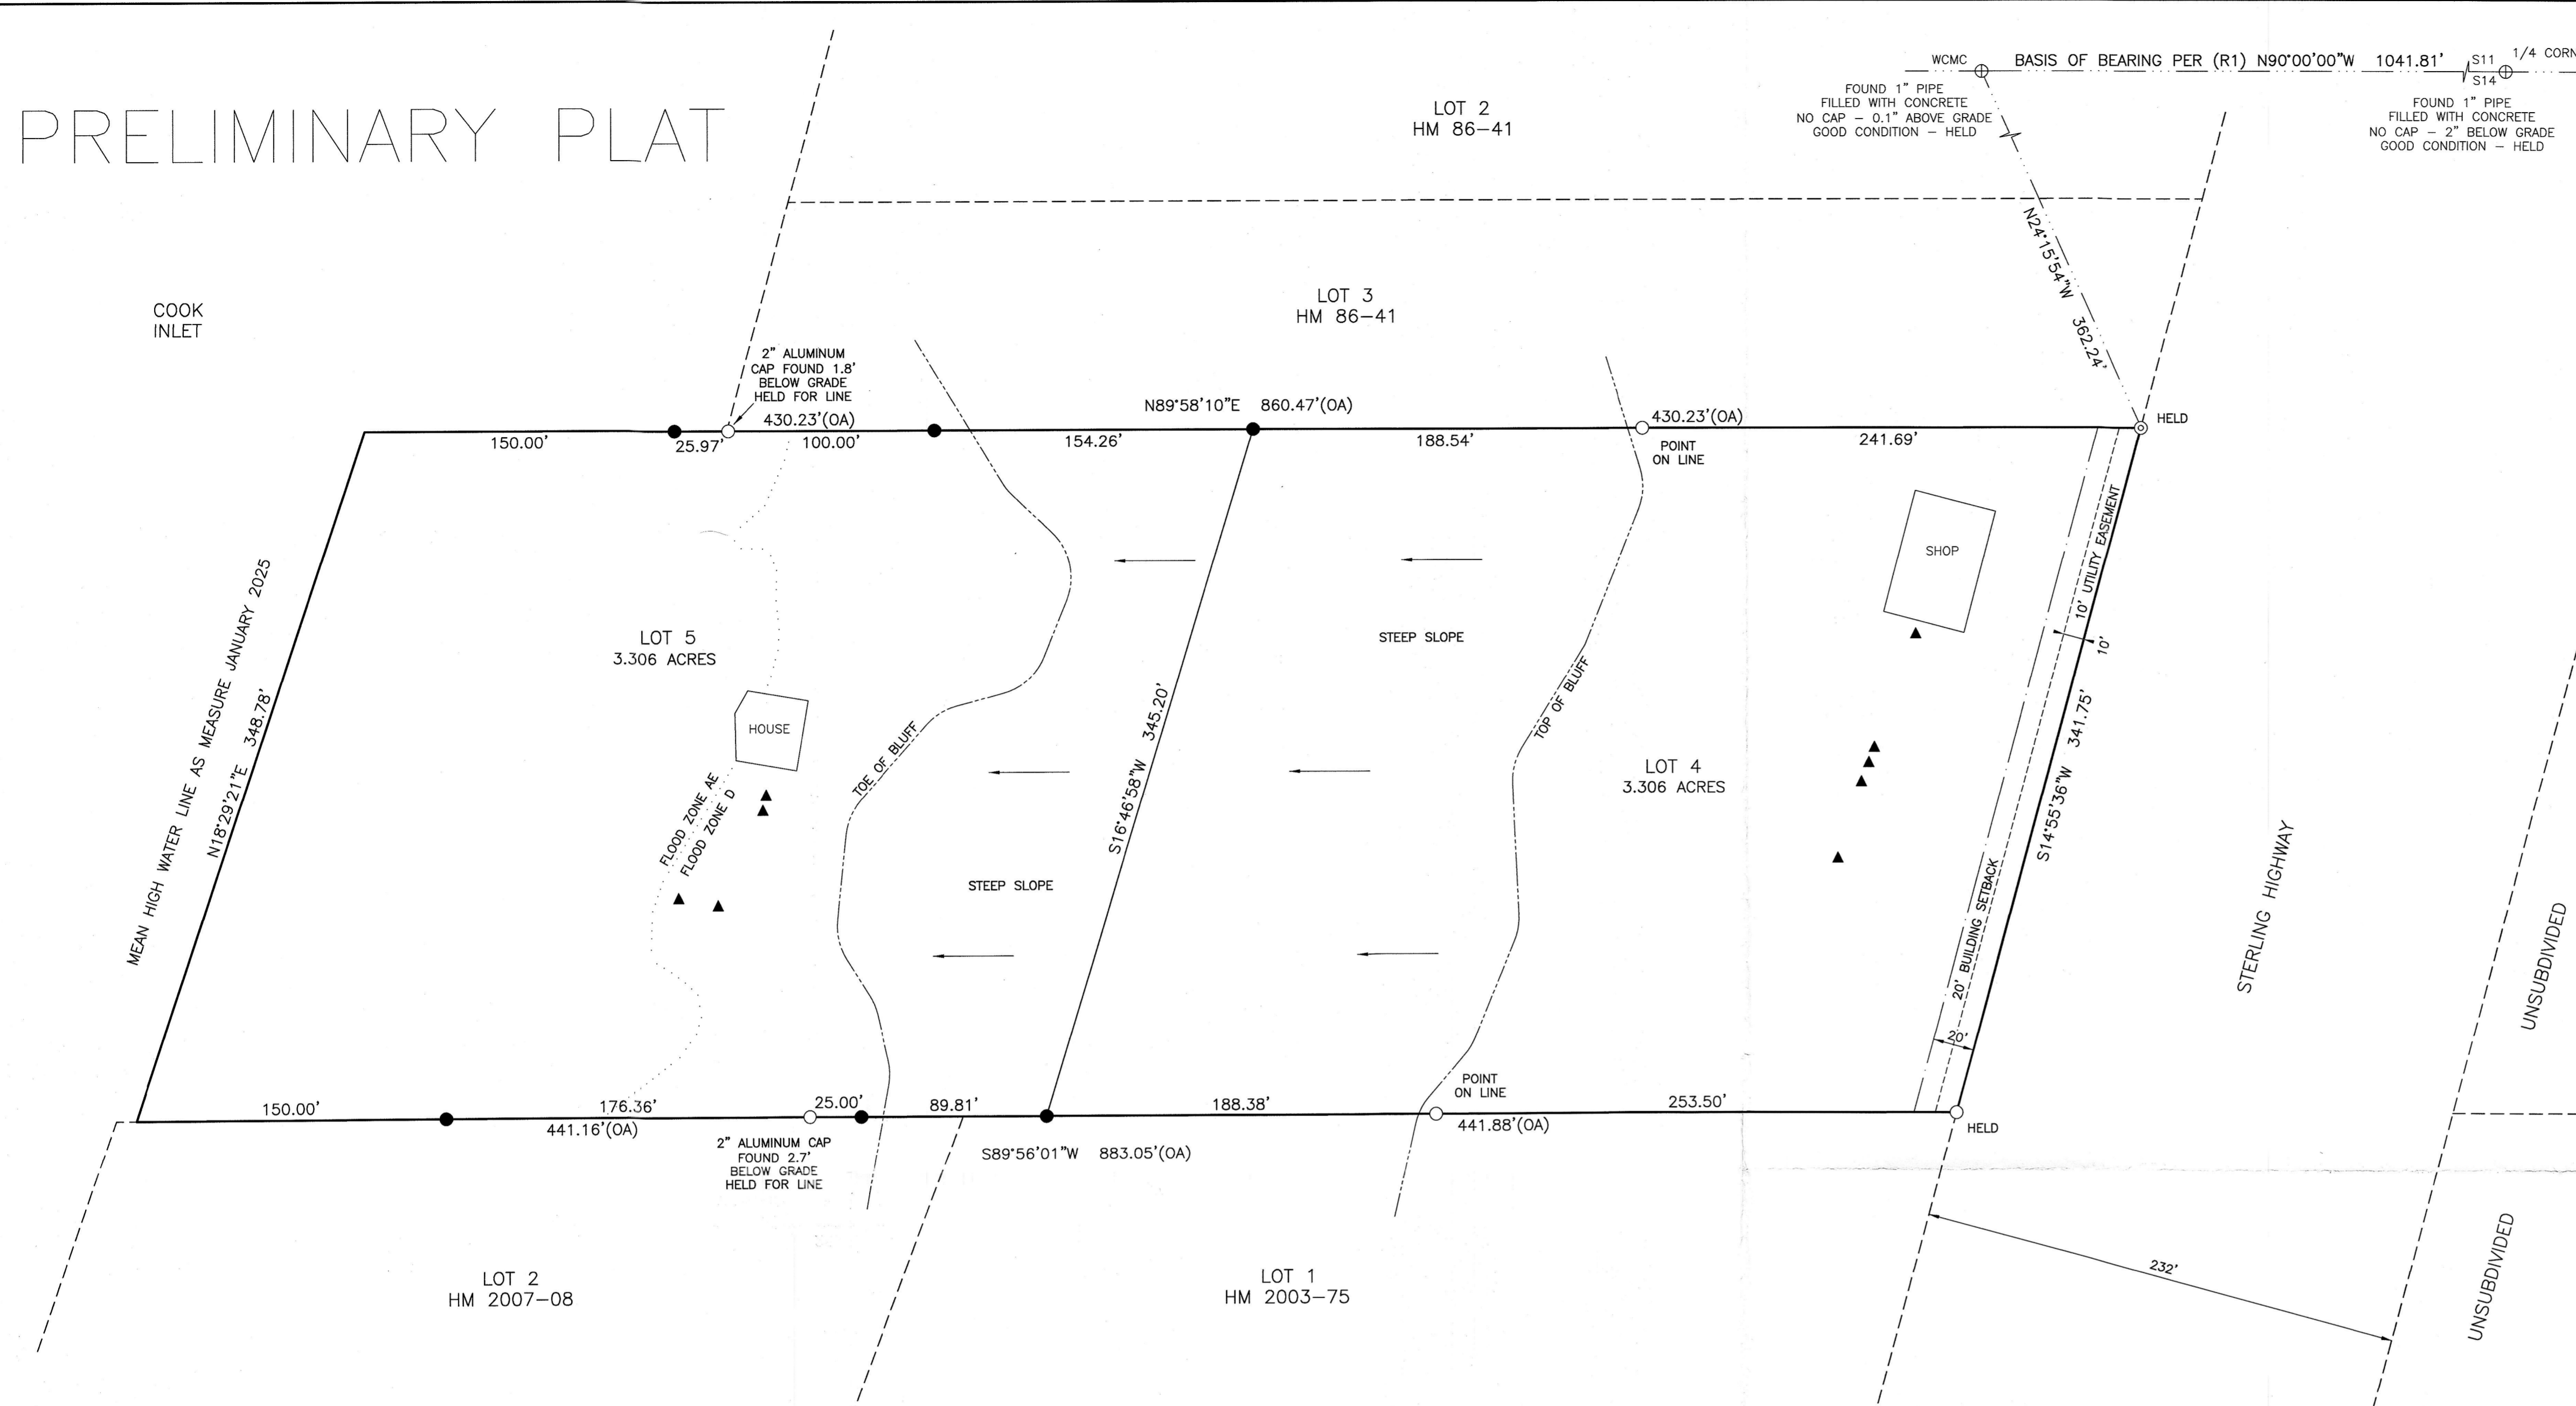 PRELIMINARY PLAT
WCMC
BASIS OF BEARING PER (R1) N90°00'00"W 1041.81'
S11
S14
1/4 CORN
FOUND 1" PIPE
FILLED WITH CONCRETE
NO CAP – 0.1" ABOVE GRADE
GOOD CONDITION – HELD
FOUND 1" PIPE
FILLED WITH CONCRETE
NO CAP – 2" BELOW GRADE
GOOD CONDITION – HELD
LOT 2
HM 86-41
N24°15'54"W 362.24'
COOK
INLET
LOT 3
HM 86-41
2" ALUMINUM
CAP FOUND 1.8'
BELOW GRADE
HELD FOR LINE
N89°58'10"E 860.47'(OA)
430.23'(OA)
430.23'(OA)
HELD
150.00'
25.97'
100.00'
154.26'
188.54'
POINT
ON LINE
241.69'
SHOP
10' UTILITY EASEMENT
10'
MEAN HIGH WATER LINE AS MEASURE JANUARY 2025
N18°29'21"E 348.78'
LOT 5
3.306 ACRES
STEEP SLOPE
HOUSE
TOE OF BLUFF
S16°46'58"W 345.20'
TOP OF BLUFF
LOT 4
3.306 ACRES
S14°55'36"W 341.75'
FLOOD ZONE AE
FLOOD ZONE D
STEEP SLOPE
20' BUILDING SETBACK
20'
STERLING HIGHWAY
UNSUBDIVIDED
150.00'
176.36'
25.00'
89.81'
188.38'
POINT
ON LINE
253.50'
441.16'(OA)
441.88'(OA)
HELD
2" ALUMINUM CAP
FOUND 2.7'
BELOW GRADE
HELD FOR LINE
S89°56'01"W 883.05'(OA)
LOT 2
HM 2007-08
LOT 1
HM 2003-75
232'
UNSUBDIVIDED